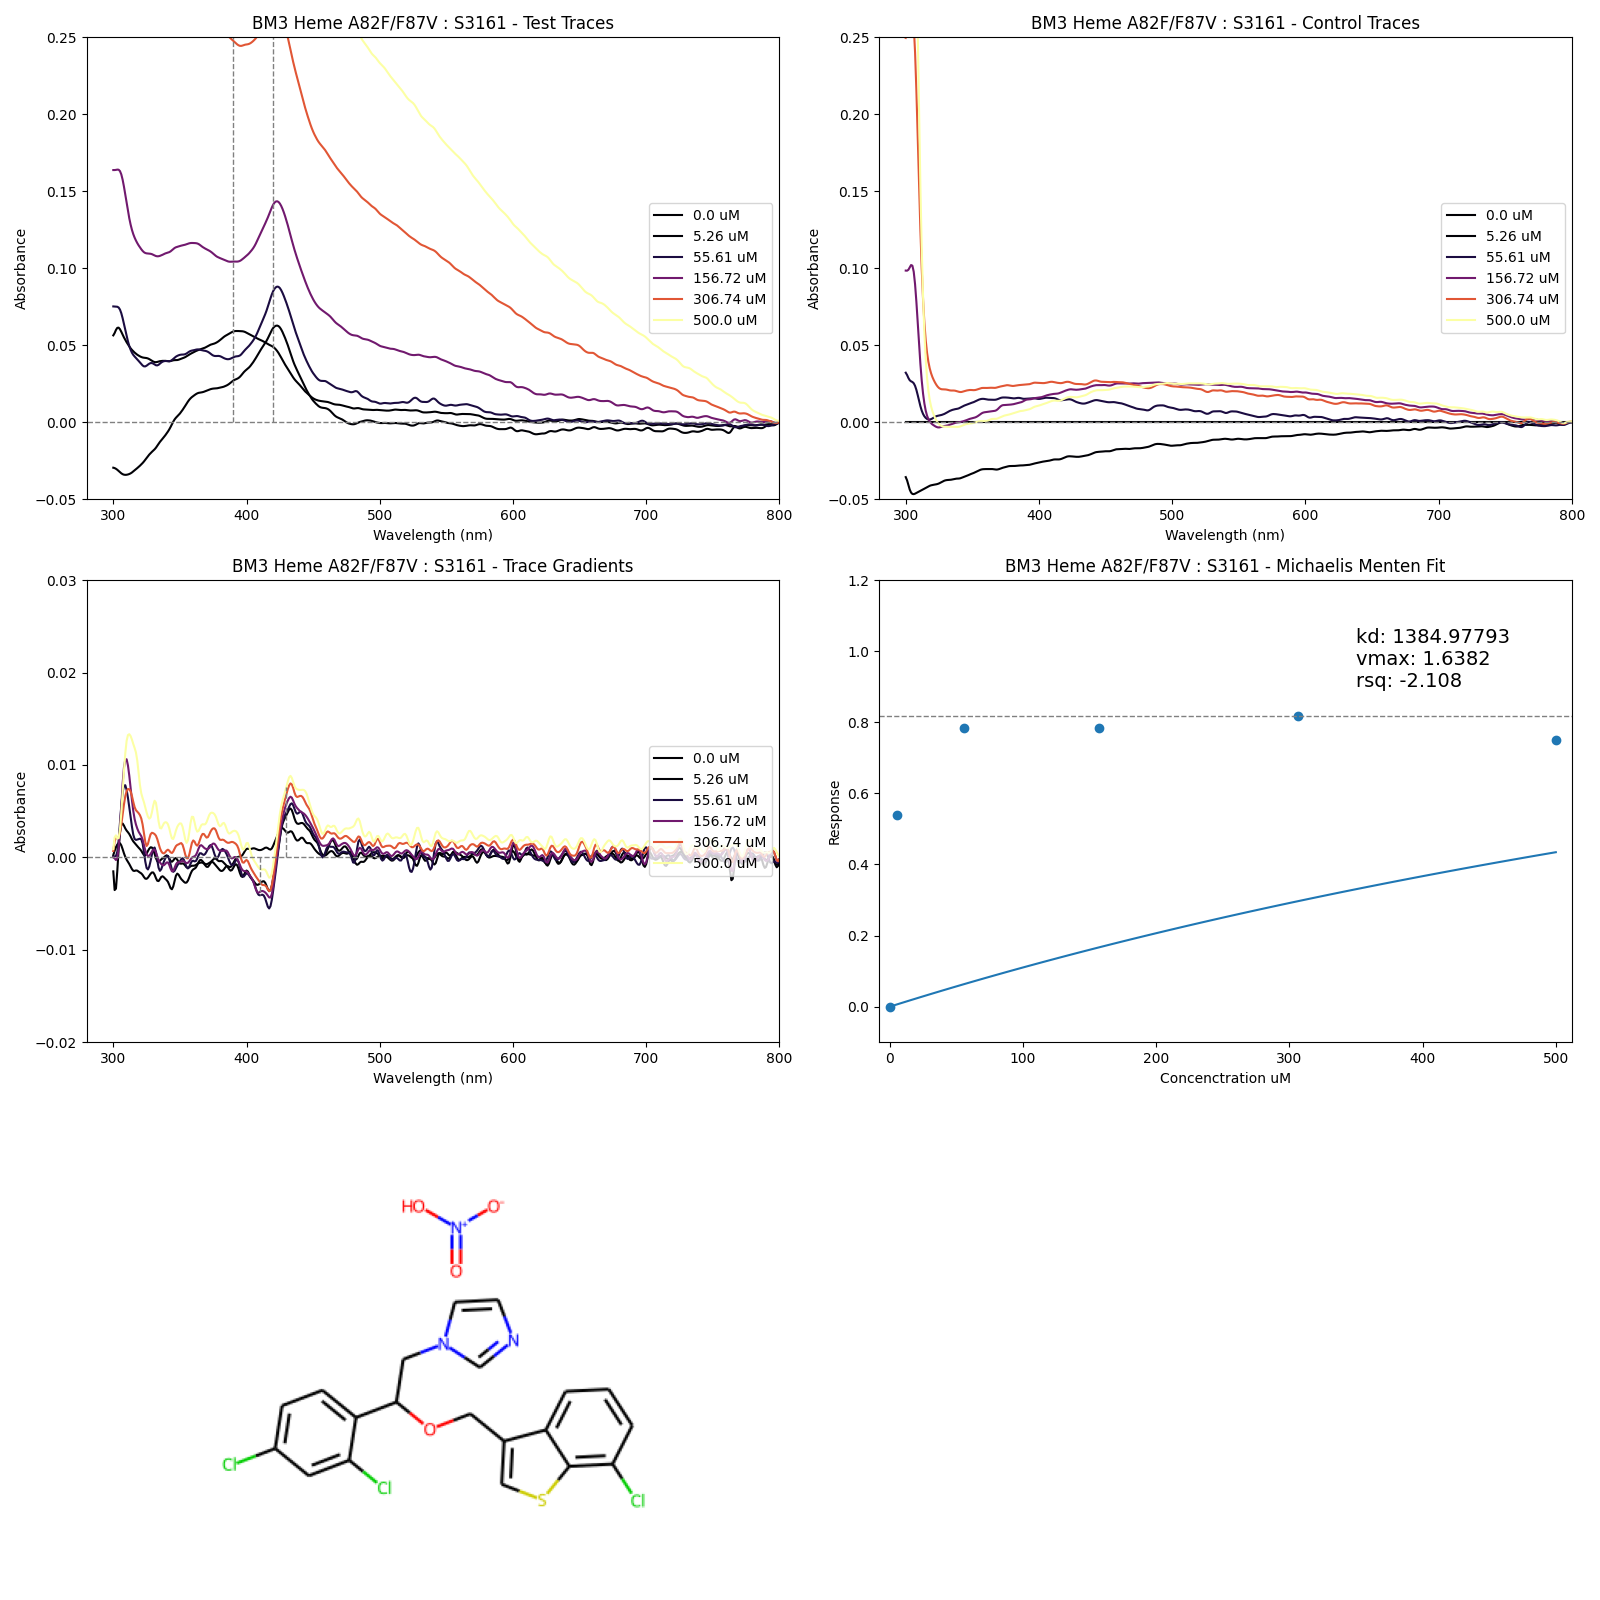 BM3 Heme A82F/F87V : S3161 - Test Traces
Absorbance
0.25
0.20
0.15
0.10
0.05
0.00
−0.05
300 400 500 600 700 800
Wavelength (nm)
0.0 uM
5.26 uM
55.61 uM
156.72 uM
306.74 uM
500.0 uM
BM3 Heme A82F/F87V : S3161 - Control Traces
Absorbance
0.25
0.20
0.15
0.10
0.05
0.00
−0.05
300 400 500 600 700 800
Wavelength (nm)
0.0 uM
5.26 uM
55.61 uM
156.72 uM
306.74 uM
500.0 uM
BM3 Heme A82F/F87V : S3161 - Trace Gradients
Absorbance
0.03
0.02
0.01
0.00
−0.01
−0.02
300 400 500 600 700 800
Wavelength (nm)
0.0 uM
5.26 uM
55.61 uM
156.72 uM
306.74 uM
500.0 uM
BM3 Heme A82F/F87V : S3161 - Michaelis Menten Fit
Response
1.2
1.0
0.8
0.6
0.4
0.2
0.0
0 100 200 300 400 500
Concenctration uM
kd: 1384.97793
vmax: 1.6382
rsq: -2.108
HO O⁻
N⁺
O
N N
O
Cl
Cl
S Cl